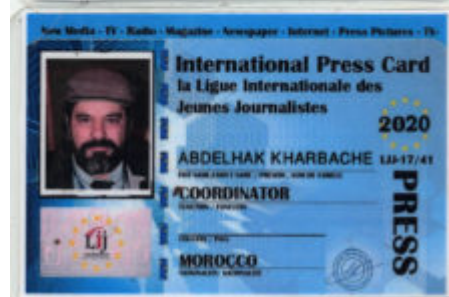 New Media - TV - Radio - Magazine - Newspaper - Internet - Press Pictures - TV-
International Press Card
la Ligue Internationale des
Jeunes Journalistes
2020
ABDELHAK KHARBACHE
LIJ-17/41
COORDINATOR
PRESS
Lij
MOROCCO